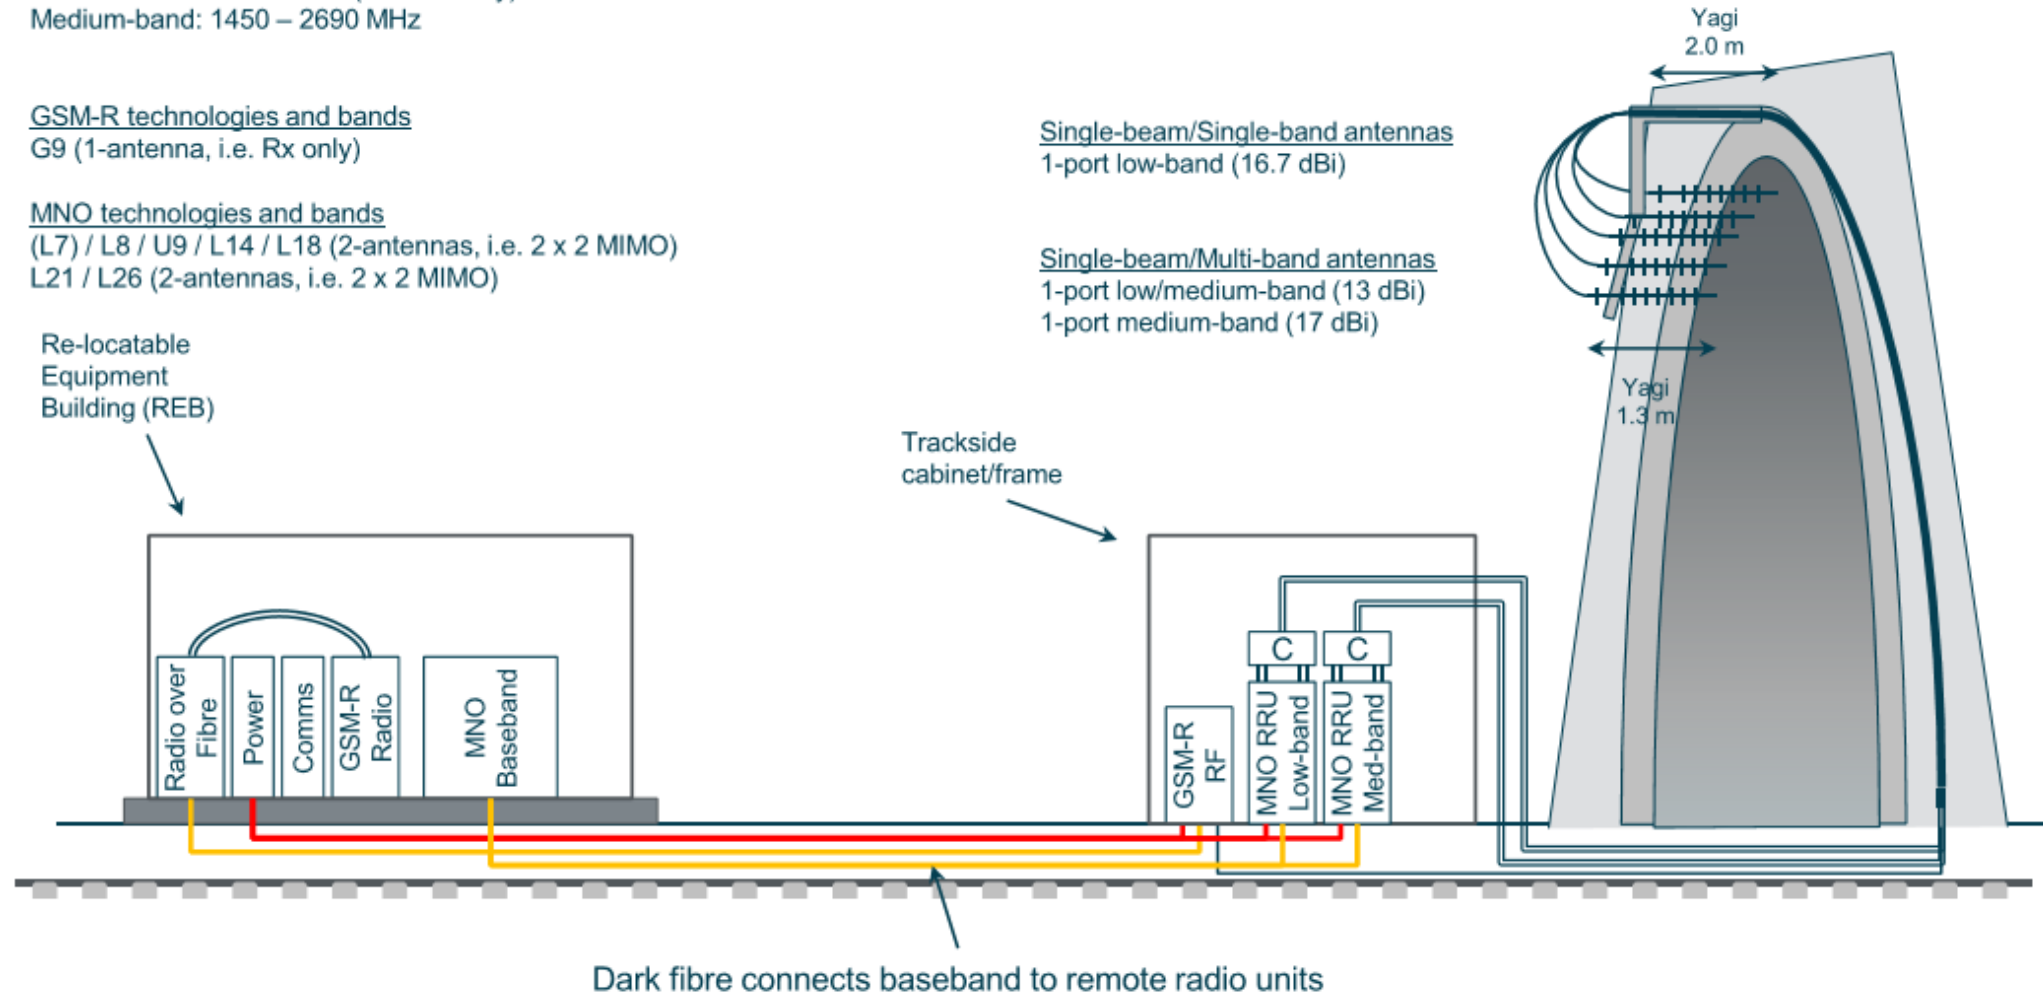 Medium-band: 1450 – 2690 MHz
GSM-R technologies and bands
G9 (1-antenna, i.e. Rx only)
MNO technologies and bands
(L7) / L8 / U9 / L14 / L18 (2-antennas, i.e. 2 x 2 MIMO)
L21 / L26 (2-antennas, i.e. 2 x 2 MIMO)
Single-beam/Single-band antennas
1-port low-band (16.7 dBi)
Single-beam/Multi-band antennas
1-port low/medium-band (13 dBi)
1-port medium-band (17 dBi)
Yagi
2.0 m
Yagi
1.3 m
Re-locatable
Equipment
Building (REB)
Trackside
cabinet/frame
Radio over
Fibre
Power
Comms
GSM-R
Radio
MNO
Baseband
GSM-R
RF
C
MNO RRU
Low-band
C
MNO RRU
Med-band
Dark fibre connects baseband to remote radio units